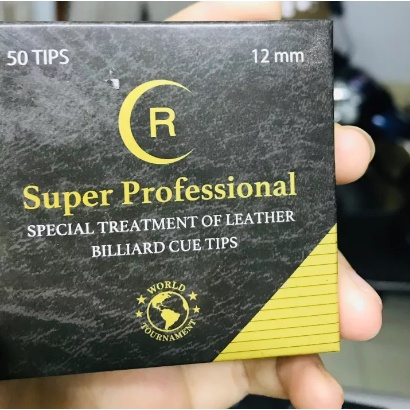 50 TIPS 12 mm
R
Super Professional
SPECIAL TREATMENT OF LEATHER
BILLIARD CUE TIPS
WORLD
TOURNAMENT